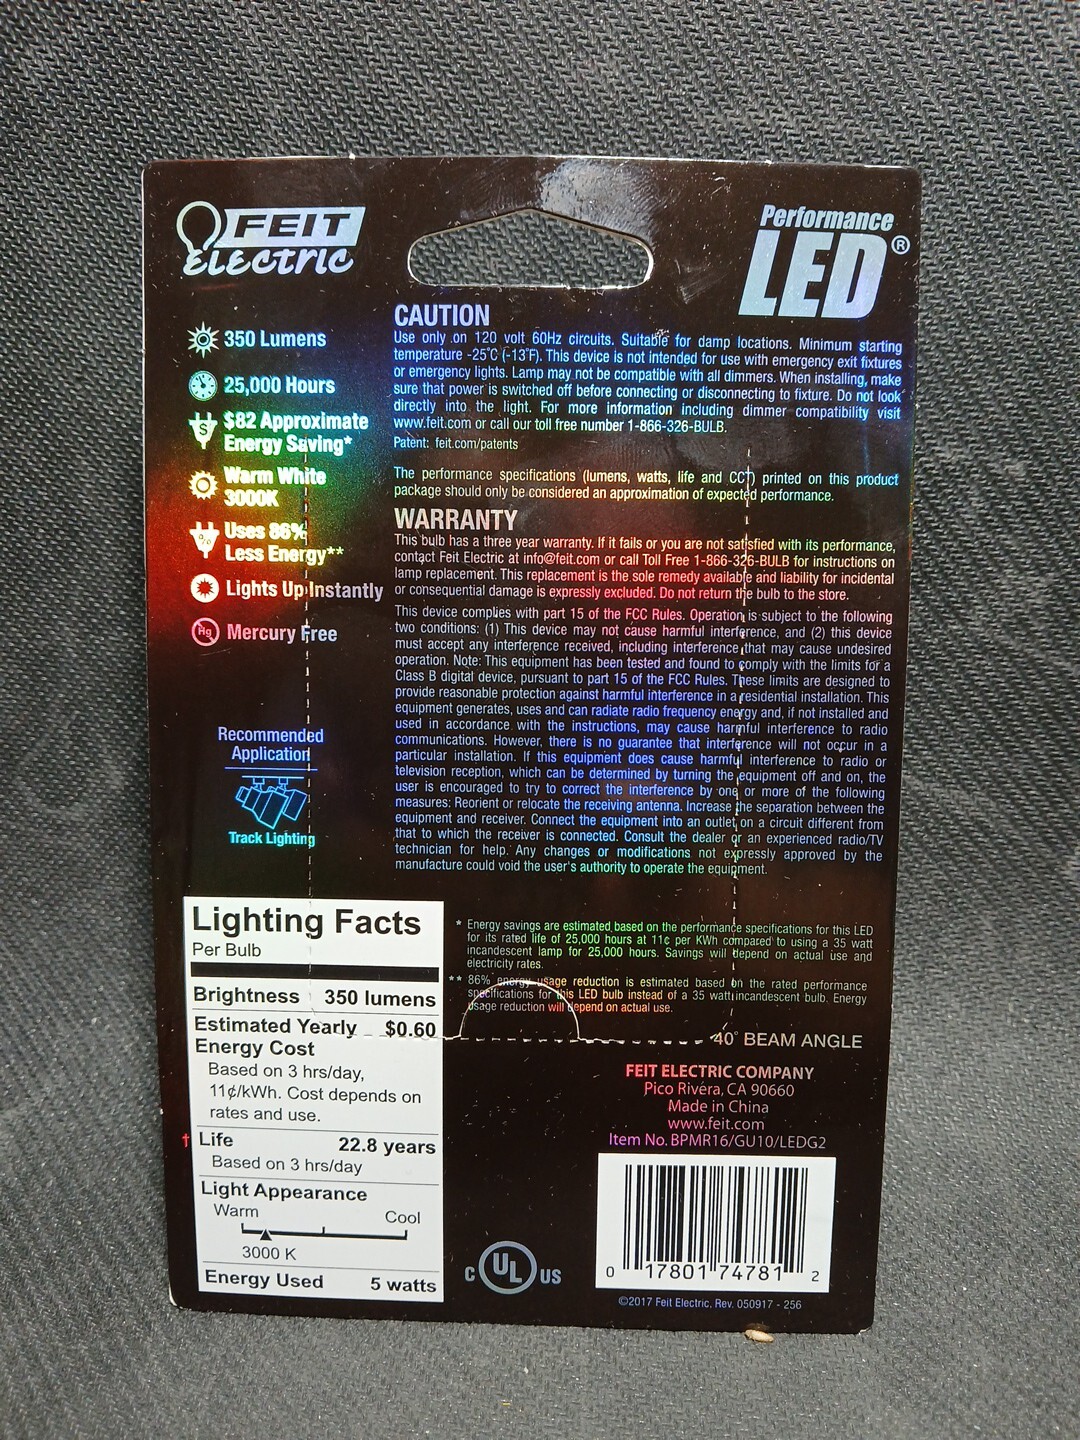 FEIT
Electric
Performance
LED®
350 Lumens
25,000 Hours
$82 Approximate
Energy Saving*
Warm White
3000K
Uses 86%
Less Energy**
Lights Up Instantly
Hg
Mercury Free
Recommended
Application
Track Lighting
CAUTION
Use only on 120 volt 60Hz circuits. Suitable for damp locations. Minimum starting
temperature -25°C (-13°F). This device is not intended for use with emergency exit fixtures
or emergency lights. Lamp may not be compatible with all dimmers. When installing, make
sure that power is switched off before connecting or disconnecting to fixture. Do not look
directly into the light. For more information including dimmer compatibility visit
www.feit.com or call our toll free number 1-866-326-BULB.
Patent: feit.com/patents
The performance specifications (lumens, watts, life and CCT) printed on this product
package should only be considered an approximation of expected performance.
WARRANTY
This bulb has a three year warranty. If it fails or you are not satisfied with its performance,
contact Feit Electric at info@feit.com or call Toll Free 1-866-326-BULB for instructions on
lamp replacement. This replacement is the sole remedy available and liability for incidental
or consequential damage is expressly excluded. Do not return the bulb to the store.
This device complies with part 15 of the FCC Rules. Operation is subject to the following
two conditions: (1) This device may not cause harmful interference, and (2) this device
must accept any interference received, including interference that may cause undesired
operation. Note: This equipment has been tested and found to comply with the limits for a
Class B digital device, pursuant to part 15 of the FCC Rules. These limits are designed to
provide reasonable protection against harmful interference in a residential installation. This
equipment generates, uses and can radiate radio frequency energy and, if not installed and
used in accordance with the instructions, may cause harmful interference to radio
communications. However, there is no guarantee that interference will not occur in a
particular installation. If this equipment does cause harmful interference to radio or
television reception, which can be determined by turning the equipment off and on, the
user is encouraged to try to correct the interference by one or more of the following
measures: Reorient or relocate the receiving antenna. Increase the separation between the
equipment and receiver. Connect the equipment into an outlet on a circuit different from
that to which the receiver is connected. Consult the dealer or an experienced radio/TV
technician for help. Any changes or modifications not expressly approved by the
manufacture could void the user's authority to operate the equipment.
Lighting Facts
Per Bulb
Brightness 350 lumens
Estimated Yearly $0.60
Energy Cost
Based on 3 hrs/day,
11¢/kWh. Cost depends on
rates and use.
† Life 22.8 years
Based on 3 hrs/day
Light Appearance
Warm Cool
3000 K
Energy Used 5 watts
* Energy savings are estimated based on the performance specifications for this LED
for its rated life of 25,000 hours at 11¢ per KWh compared to using a 35 watt
incandescent lamp for 25,000 hours. Savings will depend on actual use and
electricity rates.
** 86% energy usage reduction is estimated based on the rated performance
specifications for this LED bulb instead of a 35 watt incandescent bulb. Energy
usage reduction will depend on actual use.
40° BEAM ANGLE
FEIT ELECTRIC COMPANY
Pico Rivera, CA 90660
Made in China
www.feit.com
Item No. BPMR16/GU10/LEDG2
C UL US
0 17801 74781 2
©2017 Feit Electric, Rev. 050917 - 256